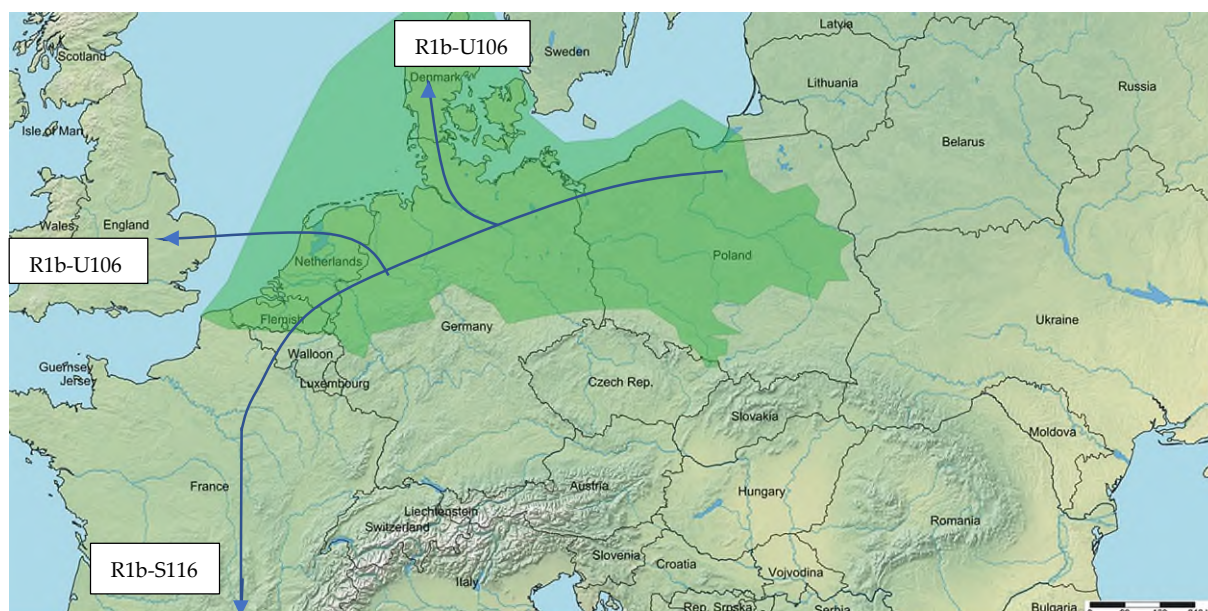 R1b-U106
Scotland
Sweden
Latvia
Denmark
Lithuania
Russia
Isle of Man
Belarus
Wales
England
R1b-U106
Netherlands
Poland
Flemish
Germany
Ukraine
Walloon
Guernsey
Jersey
Luxembourg
Czech Rep.
Slovakia
Moldova
France
Austria
Hungary
Liechtenstein
Switzerland
Romania
R1b-S116
Slovenia
Croatia
Vojvodina
Italy
Rep. Srpska
Serbia
Bulgaria